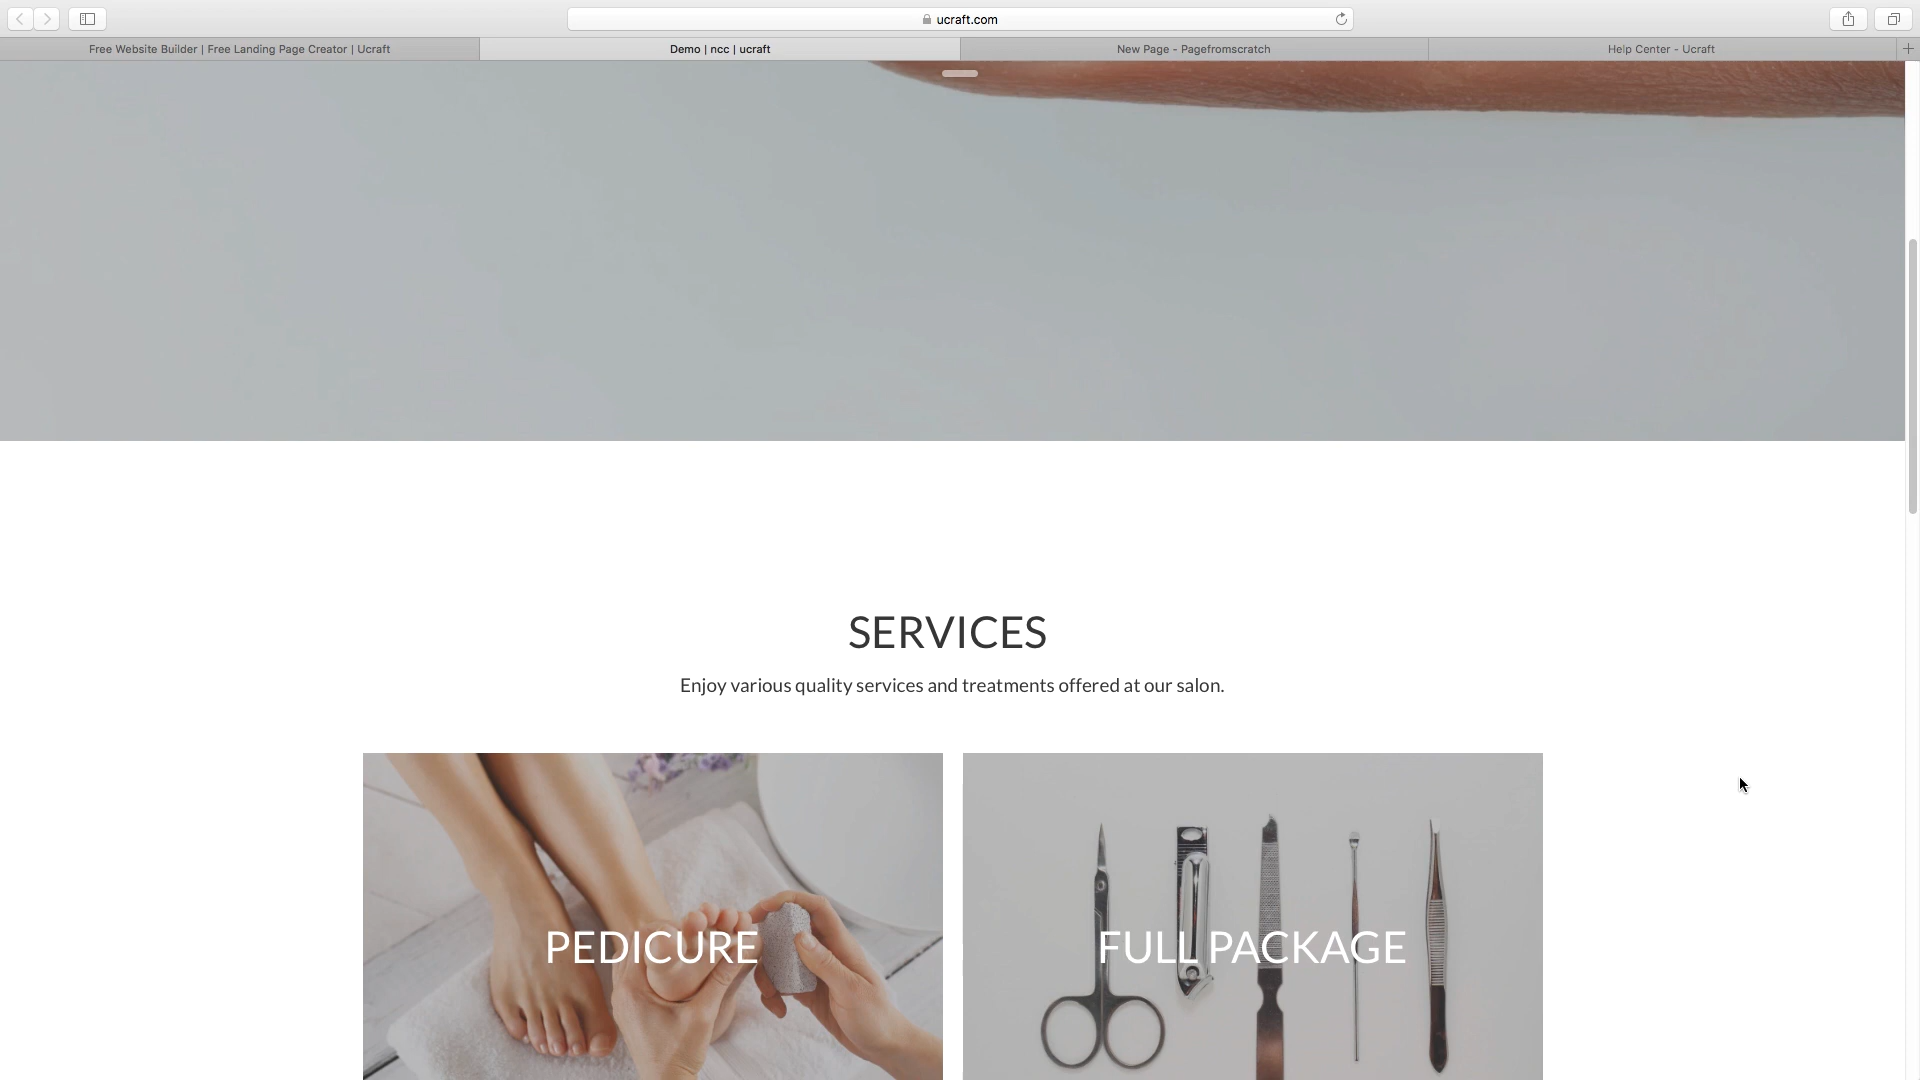 ucraft.com
Free Website Builder | Free Landing Page Creator | Ucraft
Demo | ncc | ucraft
New Page - Pagefromscratch
Help Center - Ucraft
SERVICES
Enjoy various quality services and treatments offered at our salon.
PEDICURE
FULL PACKAGE